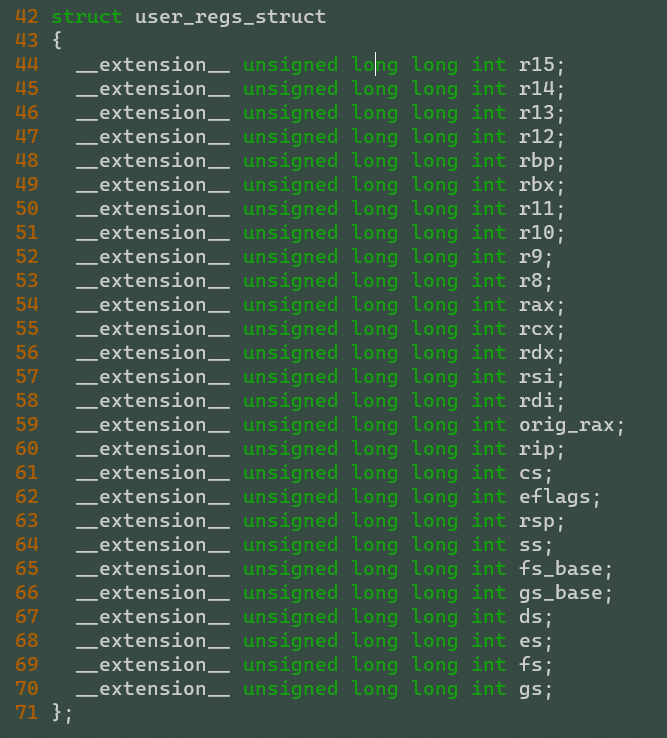 42 struct user_regs_struct
43 {
44   __extension__ unsigned long long int r15;
45   __extension__ unsigned long long int r14;
46   __extension__ unsigned long long int r13;
47   __extension__ unsigned long long int r12;
48   __extension__ unsigned long long int rbp;
49   __extension__ unsigned long long int rbx;
50   __extension__ unsigned long long int r11;
51   __extension__ unsigned long long int r10;
52   __extension__ unsigned long long int r9;
53   __extension__ unsigned long long int r8;
54   __extension__ unsigned long long int rax;
55   __extension__ unsigned long long int rcx;
56   __extension__ unsigned long long int rdx;
57   __extension__ unsigned long long int rsi;
58   __extension__ unsigned long long int rdi;
59   __extension__ unsigned long long int orig_rax;
60   __extension__ unsigned long long int rip;
61   __extension__ unsigned long long int cs;
62   __extension__ unsigned long long int eflags;
63   __extension__ unsigned long long int rsp;
64   __extension__ unsigned long long int ss;
65   __extension__ unsigned long long int fs_base;
66   __extension__ unsigned long long int gs_base;
67   __extension__ unsigned long long int ds;
68   __extension__ unsigned long long int es;
69   __extension__ unsigned long long int fs;
70   __extension__ unsigned long long int gs;
71 };